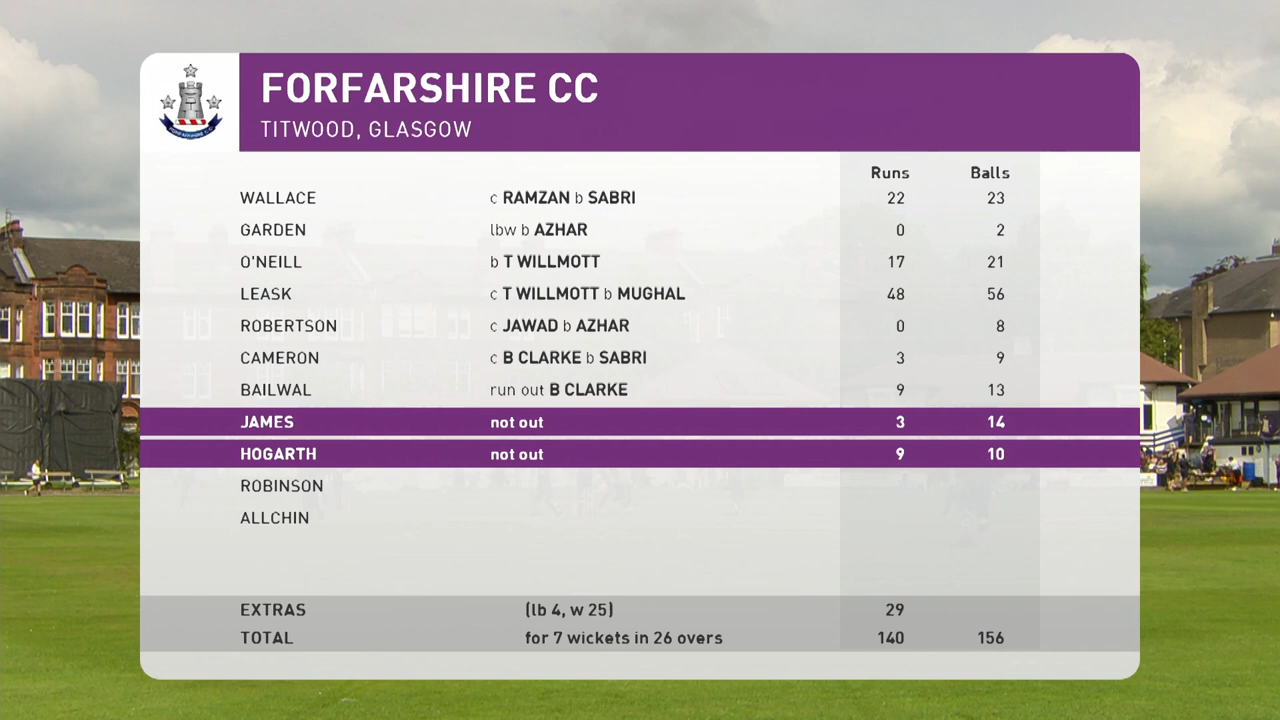 FORFARSHIRE CC
TITWOOD, GLASGOW
Runs Balls
WALLACE c RAMZAN b SABRI 22 23
GARDEN lbw b AZHAR 0 2
O'NEILL b T WILLMOTT 17 21
LEASK c T WILLMOTT b MUGHAL 48 56
ROBERTSON c JAWAD b AZHAR 0 8
CAMERON c B CLARKE b SABRI 3 9
BAILWAL run out B CLARKE 9 13
JAMES not out 3 14
HOGARTH not out 9 10
ROBINSON
ALLCHIN
EXTRAS (lb 4, w 25) 29
TOTAL for 7 wickets in 26 overs 140 156